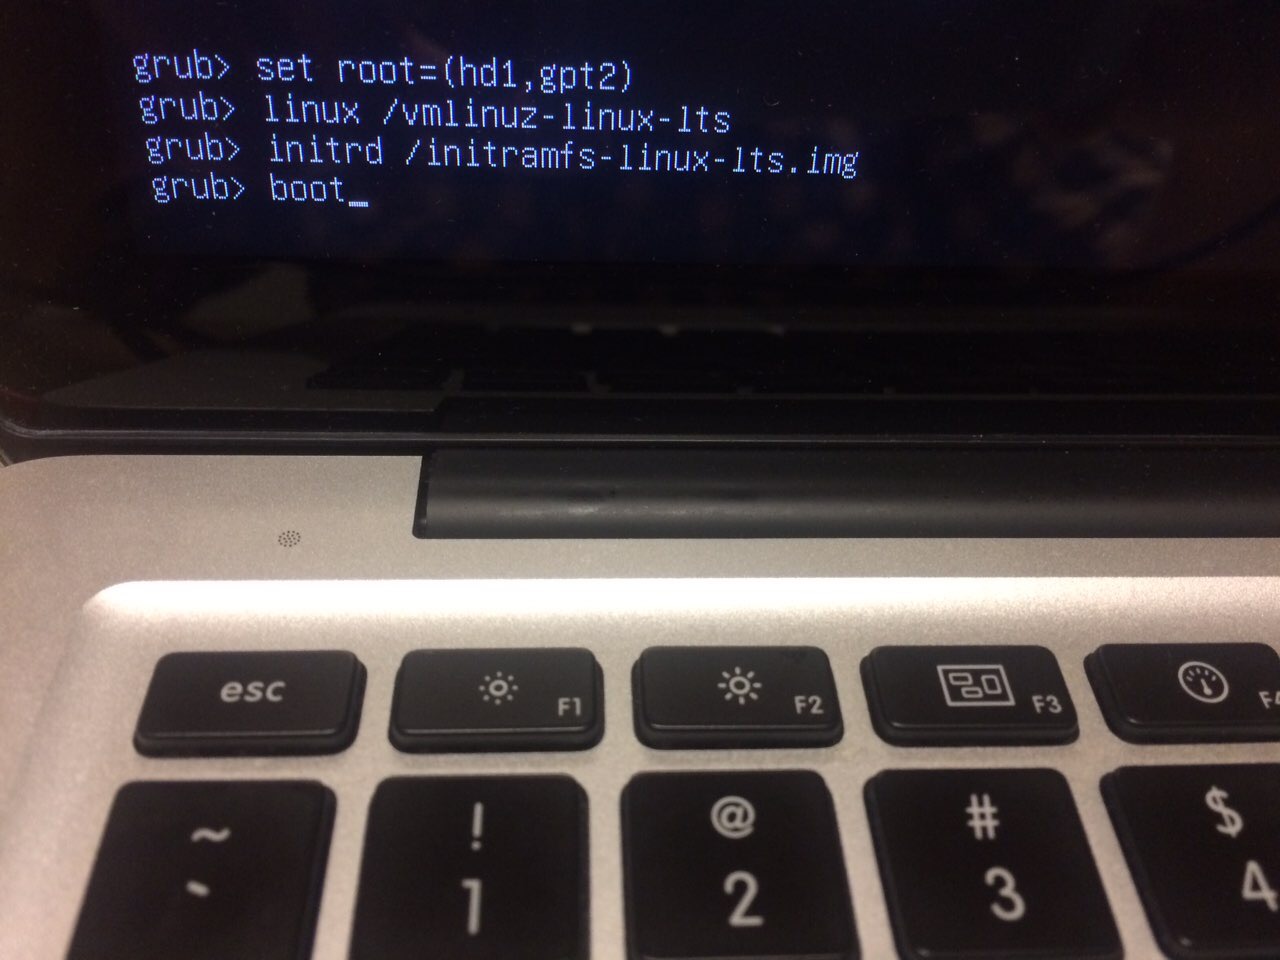 grub> set root=(hd1,gpt2)
grub> linux /vmlinuz-linux-lts
grub> initrd /initramfs-linux-lts.img
grub> boot_
esc
F1
F2
F3
F4
~ ! @ # $
` 1 2 3 4